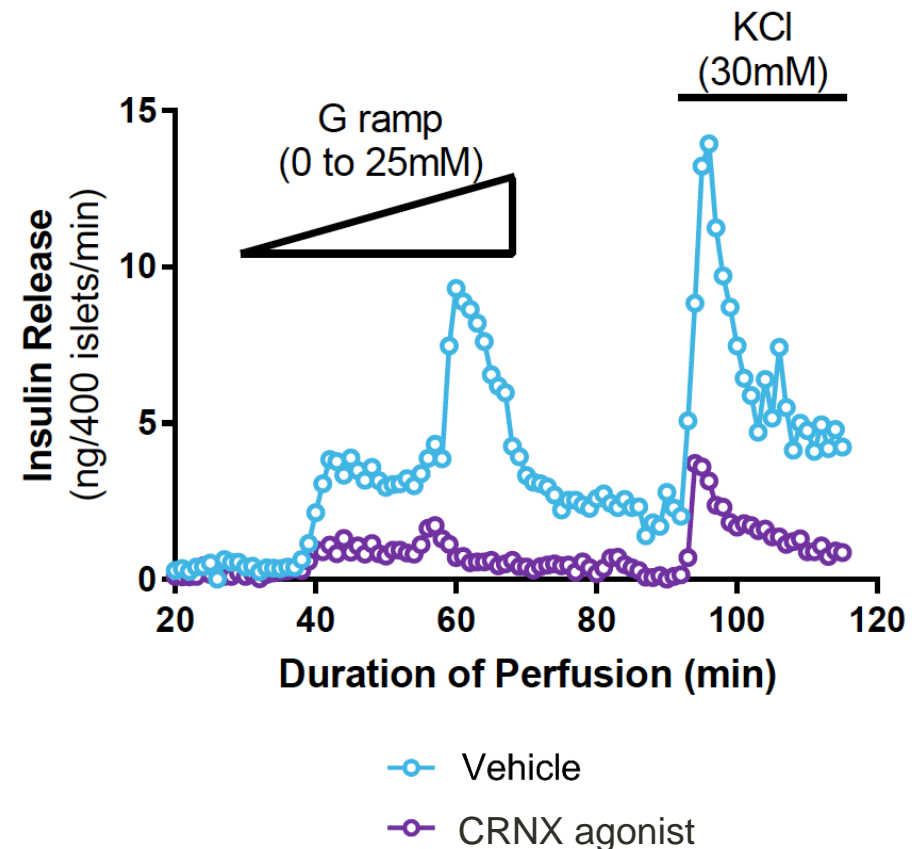 KCl
(30mM)
G ramp
(0 to 25mM)
15
10
5
0
Insulin Release
(ng/400 islets/min)
20 40 60 80 100 120
Duration of Perfusion (min)
Vehicle
CRNX agonist